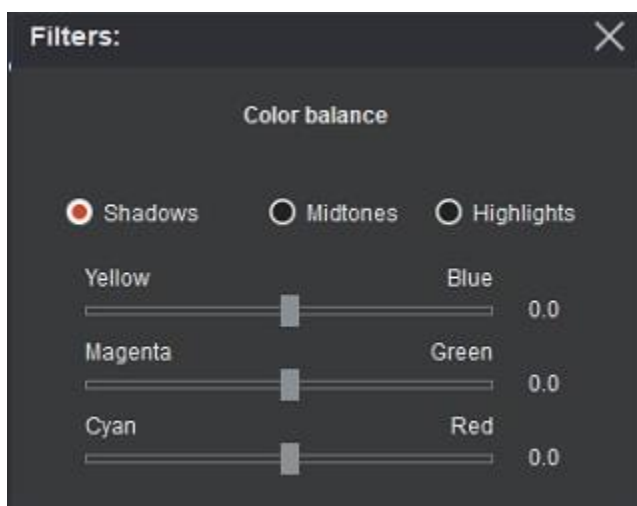 Filters:
Color balance
Shadows Midtones Highlights
Yellow Blue
0.0
Magenta Green
0.0
Cyan Red
0.0